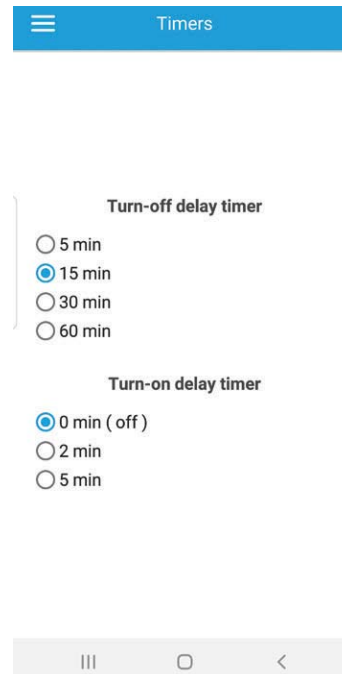 Timers
Turn-off delay timer
5 min
15 min
30 min
60 min
Turn-on delay timer
0 min ( off )
2 min
5 min